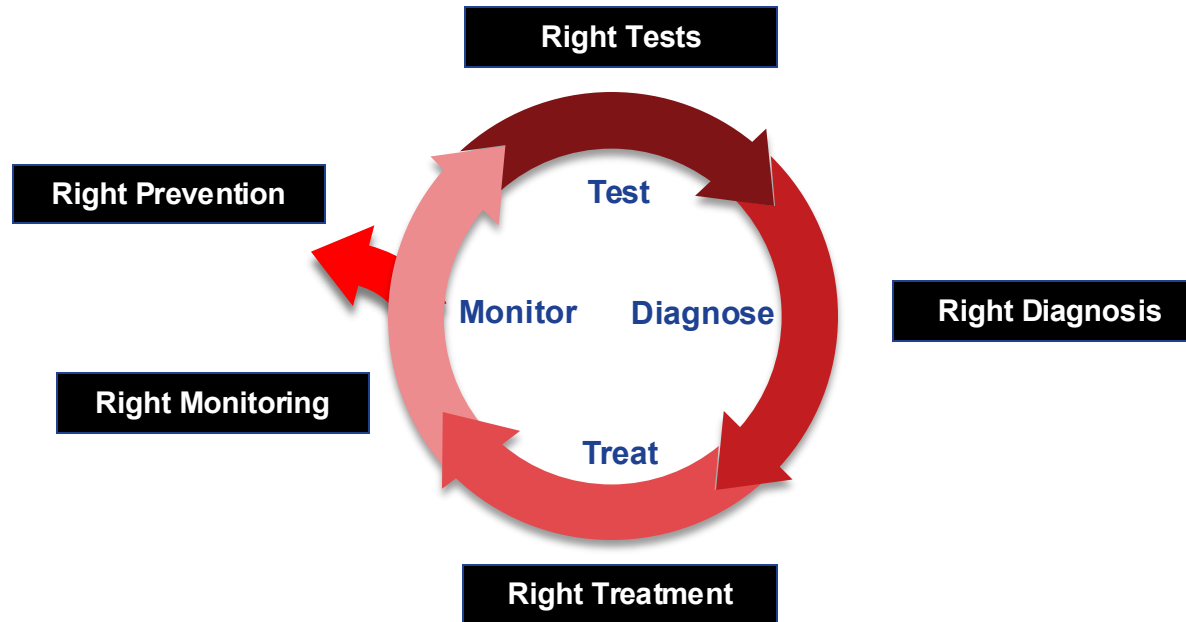 Right Tests
Right Prevention
Test
Monitor
Diagnose
Right Diagnosis
Right Monitoring
Treat
Right Treatment